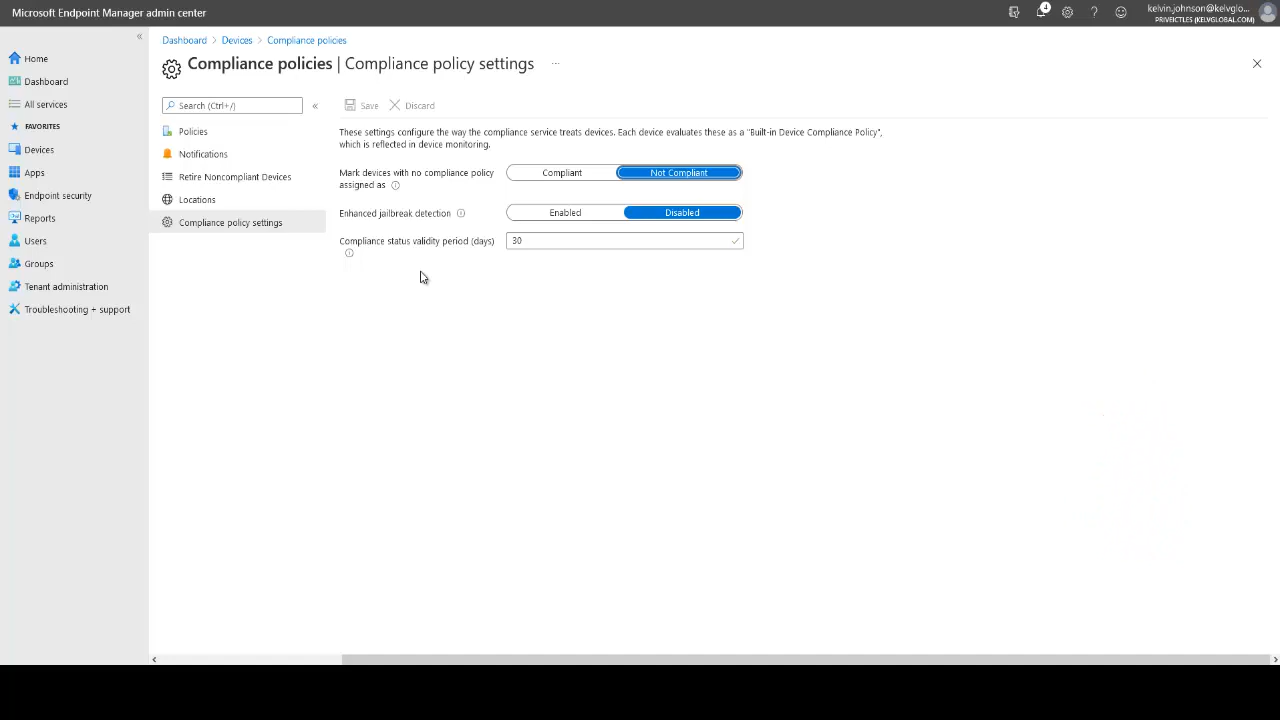 Microsoft Endpoint Manager admin center
4
kelvin.johnson@kelvglo...
PRIVEICTLES (KELVGLOBAL.COM)
Home
Dashboard
All services
FAVORITES
Devices
Apps
Endpoint security
Reports
Users
Groups
Tenant administration
Troubleshooting + support
Dashboard > Devices > Compliance policies
Compliance policies | Compliance policy settings ...
Search (Ctrl+/)
Policies
Notifications
Retire Noncompliant Devices
Locations
Compliance policy settings
Save Discard
These settings configure the way the compliance service treats devices. Each device evaluates these as a "Built-in Device Compliance Policy",
which is reflected in device monitoring.
Mark devices with no compliance policy
assigned as
Compliant Not Compliant
Enhanced jailbreak detection
Enabled Disabled
Compliance status validity period (days)
30